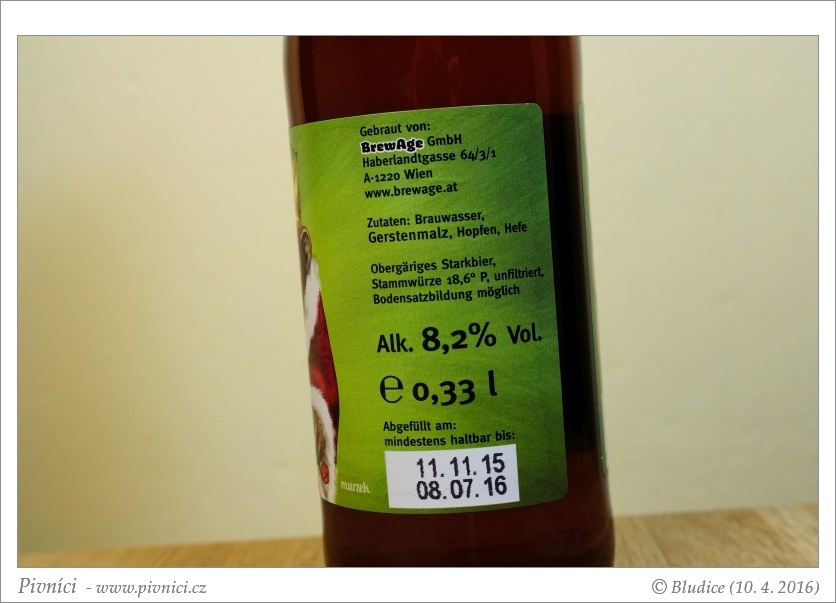 Gebraut von:
BrewAge GmbH
Haberlandtgasse 64/3/1
A-1220 Wien
www.brewage.at
Zutaten: Brauwasser,
Gerstenmalz, Hopfen, Hefe
Obergäriges Starkbier,
Stammwürze 18,6° P, unfiltriert,
Bodensatzbildung möglich
Alk. 8,2% Vol.
℮ 0,33 l
Abgefüllt am:
mindestens haltbar bis:
11.11.15
08.07.16
murzek
Pivníci - www.pivnici.cz
© Bludice (10. 4. 2016)